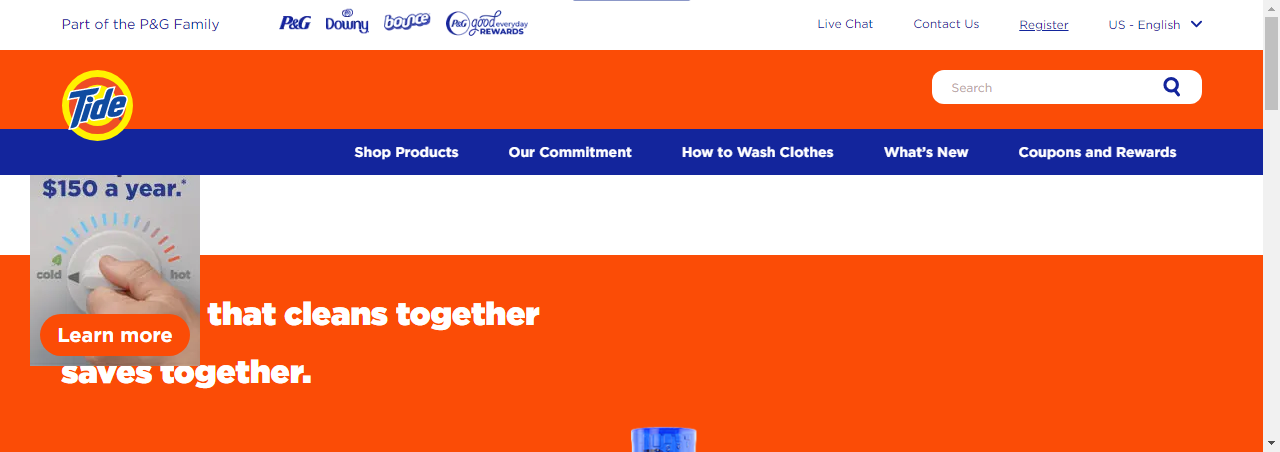 Part of the P&G Family
P&G
Downy
bounce
P&G good everyday
REWARDS
Live Chat
Contact Us
Register
US - English
Tide
Search
Shop Products
Our Commitment
How to Wash Clothes
What's New
Coupons and Rewards
$150 a year.*
cold
hot
Learn more
that cleans together
saves together.